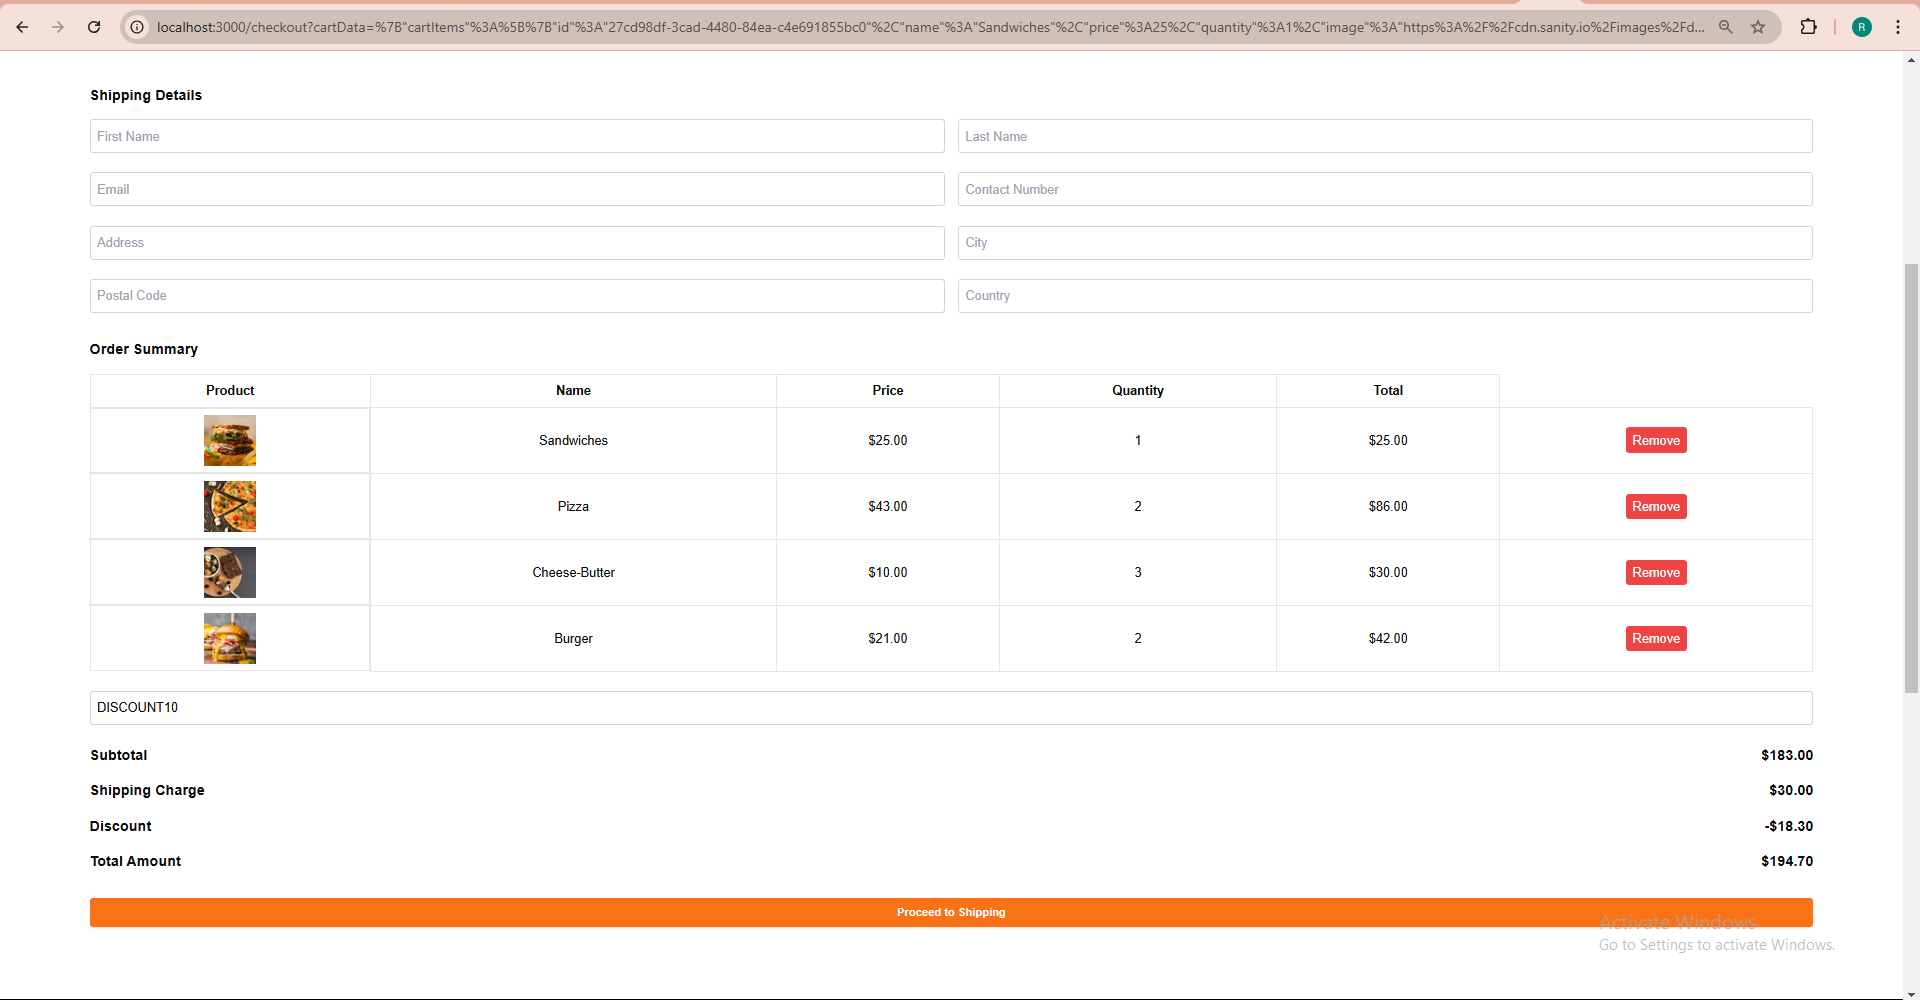 localhost:3000/checkout?cartData=%7B"cartItems"%3A%5B%7B"id"%3A"27cd98df-3cad-4480-84ea-c4e691855bc0"%2C"name"%3A"Sandwiches"%2C"price"%3A25%2C"quantity"%3A1%2C"image"%3A"https%3A%2F%2Fcdn.sanity.io%2Fimages%2Fd...
R
Shipping Details
First Name Last Name
Email Contact Number
Address City
Postal Code Country
Order Summary
Product Name Price Quantity Total
Sandwiches $25.00 1 $25.00 Remove
Pizza $43.00 2 $86.00 Remove
Cheese-Butter $10.00 3 $30.00 Remove
Burger $21.00 2 $42.00 Remove
DISCOUNT10
Subtotal $183.00
Shipping Charge $30.00
Discount -$18.30
Total Amount $194.70
Proceed to Shipping
Activate Windows
Go to Settings to activate Windows.